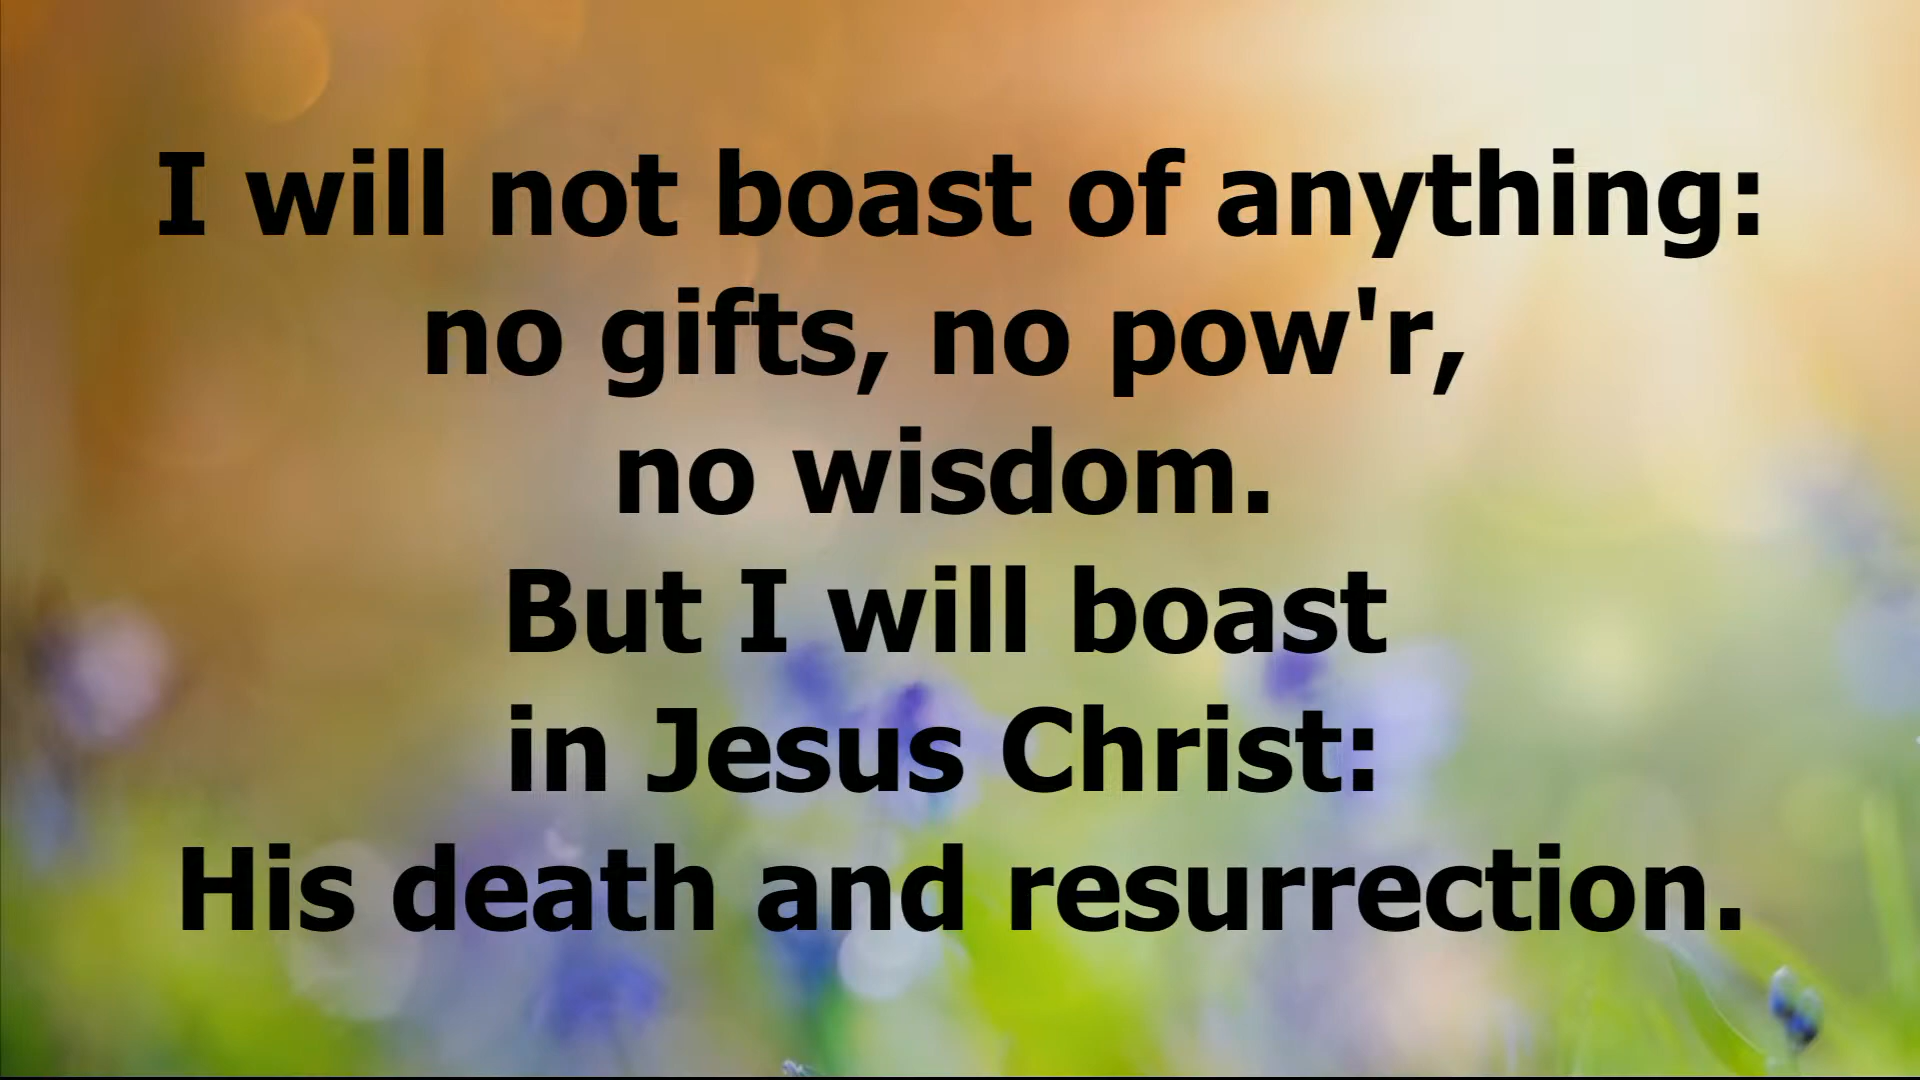 I will not boast of anything:
no gifts, no pow'r,
no wisdom.
But I will boast
in Jesus Christ:
His death and resurrection.